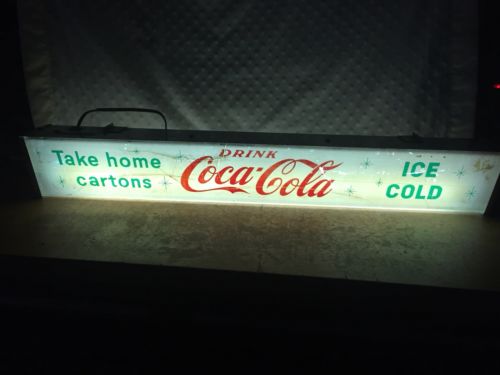 Take home
cartons
DRINK
Coca-Cola
ICE
COLD